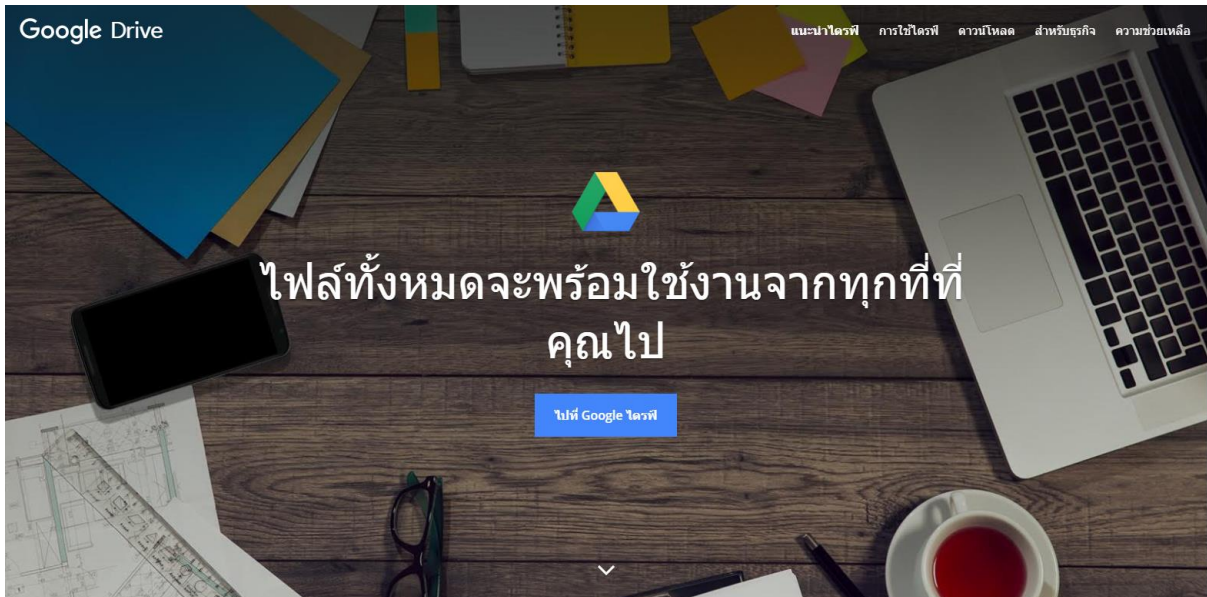 Google Drive
แนะนำไดรฟ์ การใช้ไดรฟ์ ดาวน์โหลด สำหรับธุรกิจ ความช่วยเหลือ
ไฟล์ทั้งหมดจะพร้อมใช้งานจากทุกที่ที่
คุณไป
ไปที่ Google ไดรฟ์